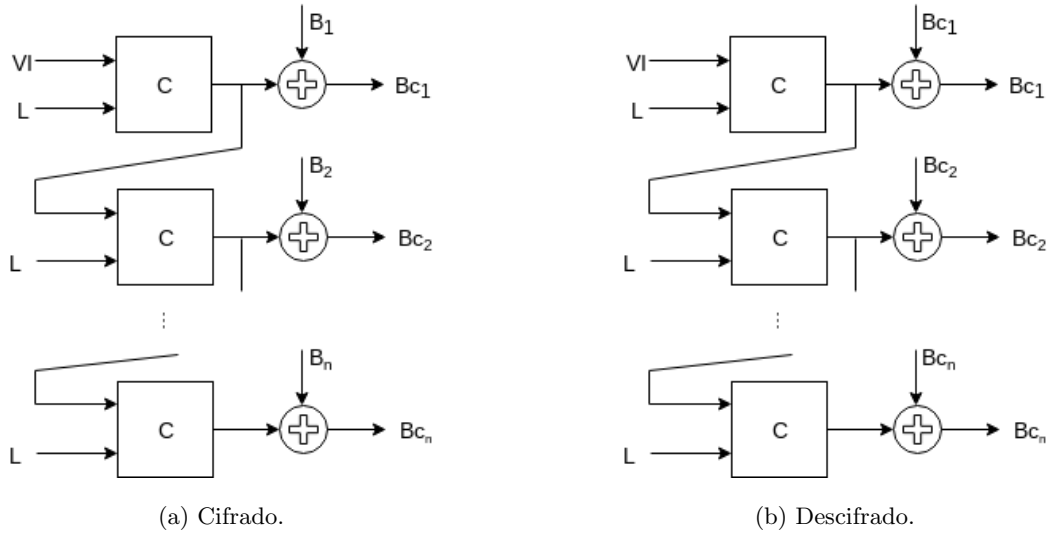 B1
VI
C
Bc1
L
B2
C
Bc2
L
Bn
C
Bcn
L
(a) Cifrado.
Bc1
VI
C
Bc1
L
Bc2
C
Bc2
L
Bcn
C
Bcn
L
(b) Descifrado.